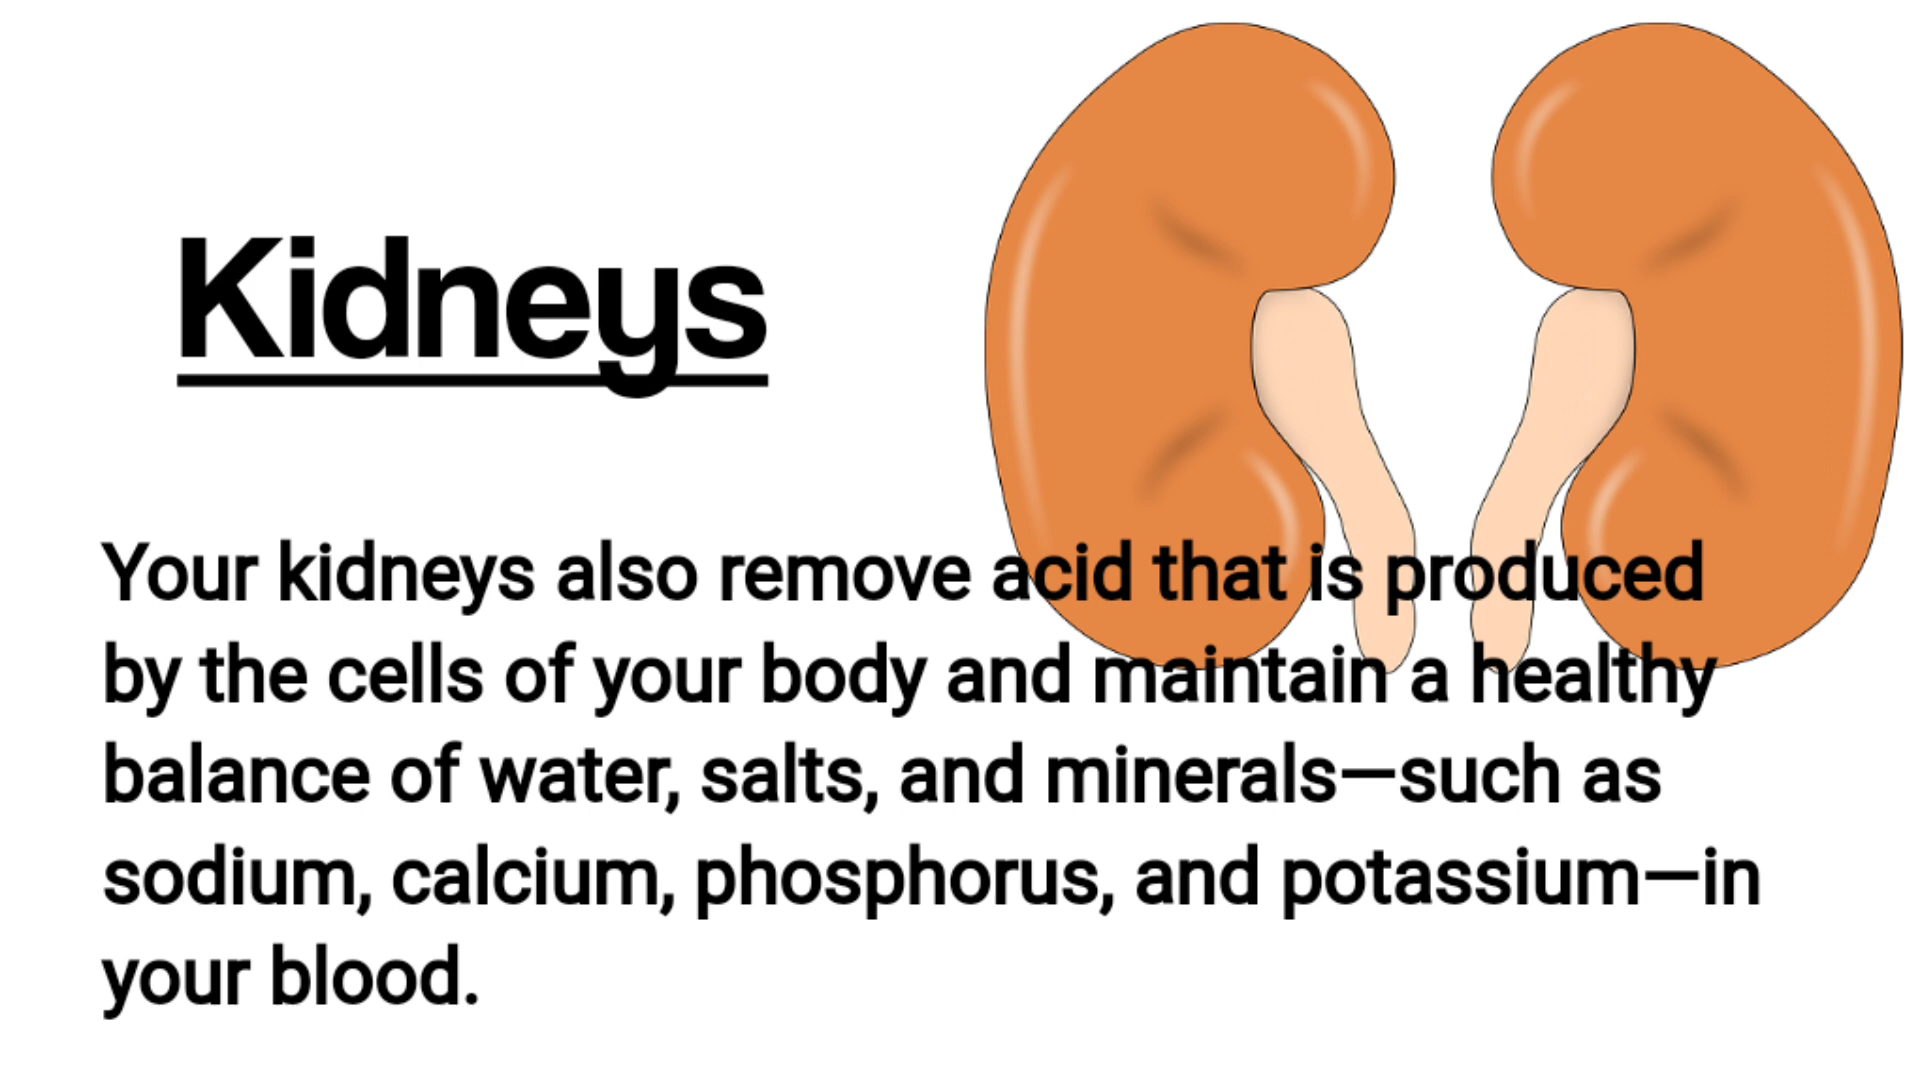 Kidneys
Your kidneys also remove acid that is produced
by the cells of your body and maintain a healthy
balance of water, salts, and minerals—such as
sodium, calcium, phosphorus, and potassium—in
your blood.